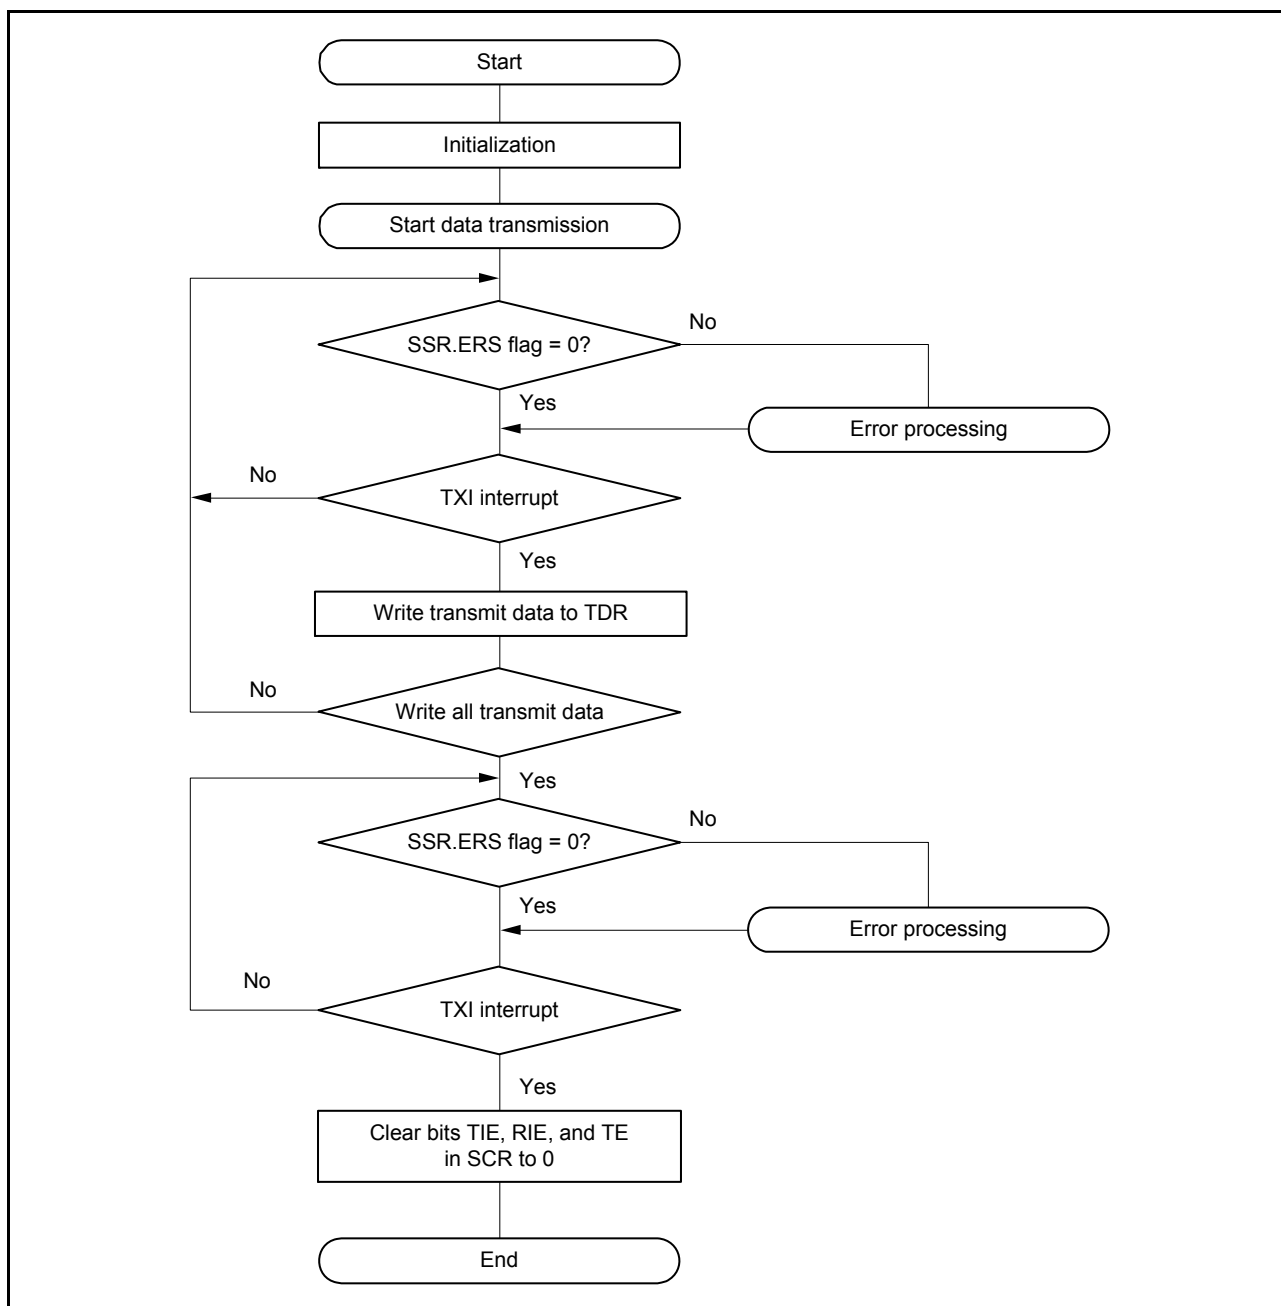 Start
Initialization
Start data transmission
SSR.ERS flag = 0?
No
Yes
Error processing
No
TXI interrupt
Yes
Write transmit data to TDR
No
Write all transmit data
Yes
SSR.ERS flag = 0?
No
Yes
Error processing
No
TXI interrupt
Yes
Clear bits TIE, RIE, and TE
in SCR to 0
End